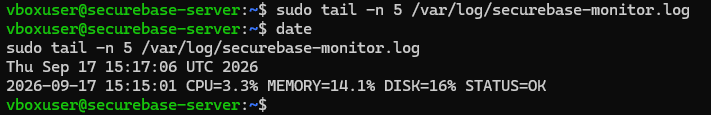 vboxuser@securebase-server:~$ sudo tail -n 5 /var/log/securebase-monitor.log
vboxuser@securebase-server:~$ date
sudo tail -n 5 /var/log/securebase-monitor.log
Thu Sep 17 15:17:06 UTC 2026
2026-09-17 15:15:01 CPU=3.3% MEMORY=14.1% DISK=16% STATUS=OK
vboxuser@securebase-server:~$